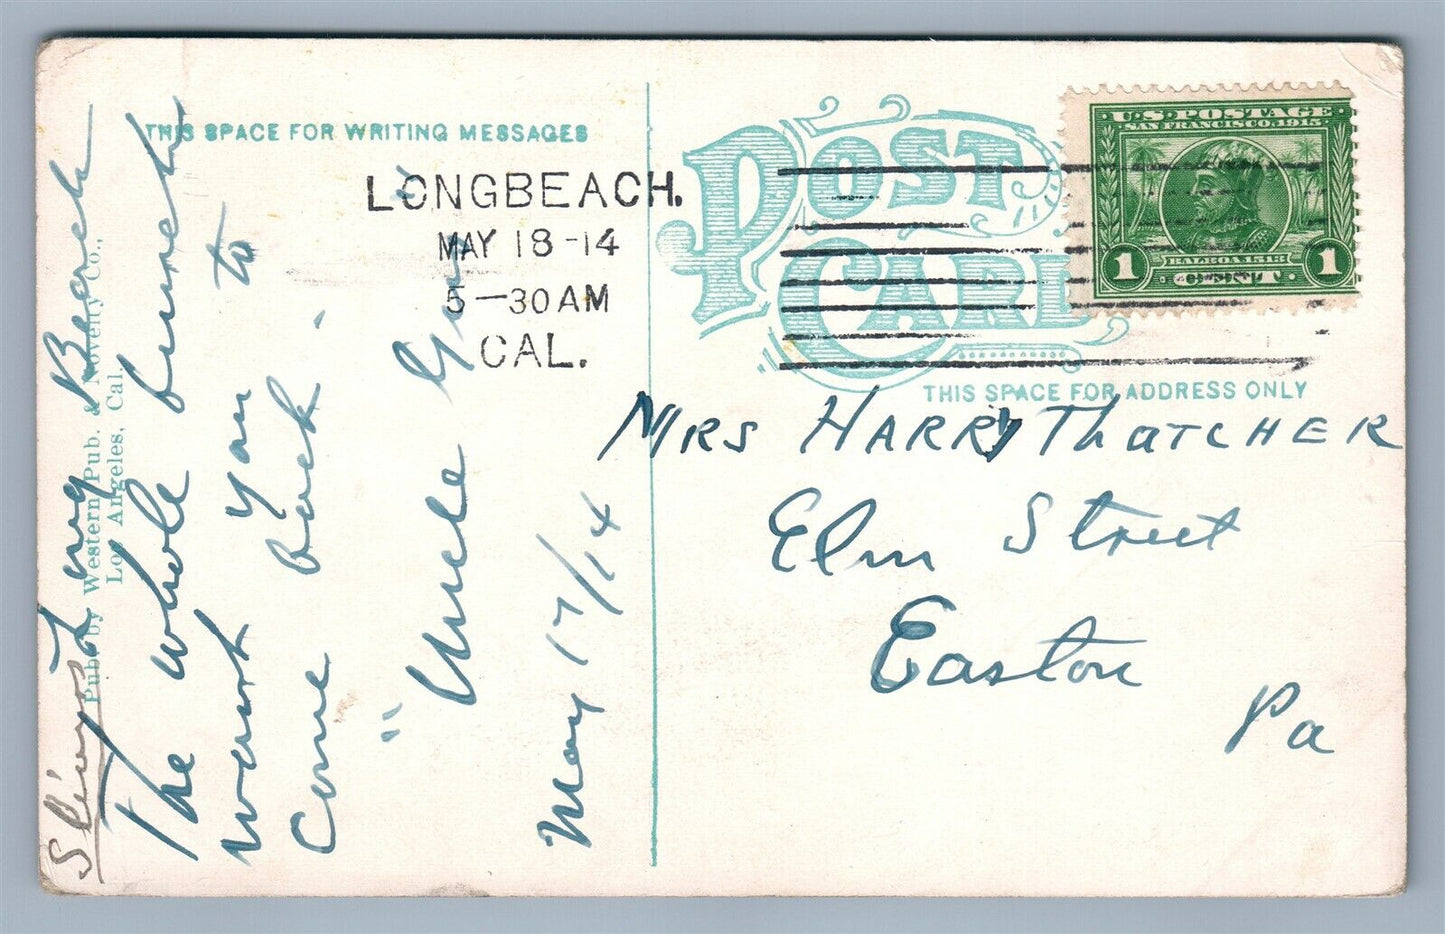 THIS SPACE FOR WRITING MESSAGES
POST
CARD
THIS SPACE FOR ADDRESS ONLY
U.S. POSTAGE
SAN FRANCISCO 1915
BALBOA 1513
1 CENT 1
LONGBEACH.
MAY 18-14
5-30AM
CAL.
Long Beach
The whole bunch
want you to
come back.
"Uncle
May 17/14
MRS HARRY ThaTCHER
Elm Street
Easton
Pa
Pub. by Western Pub. & Novelty Co.,
Los Angeles, Cal.